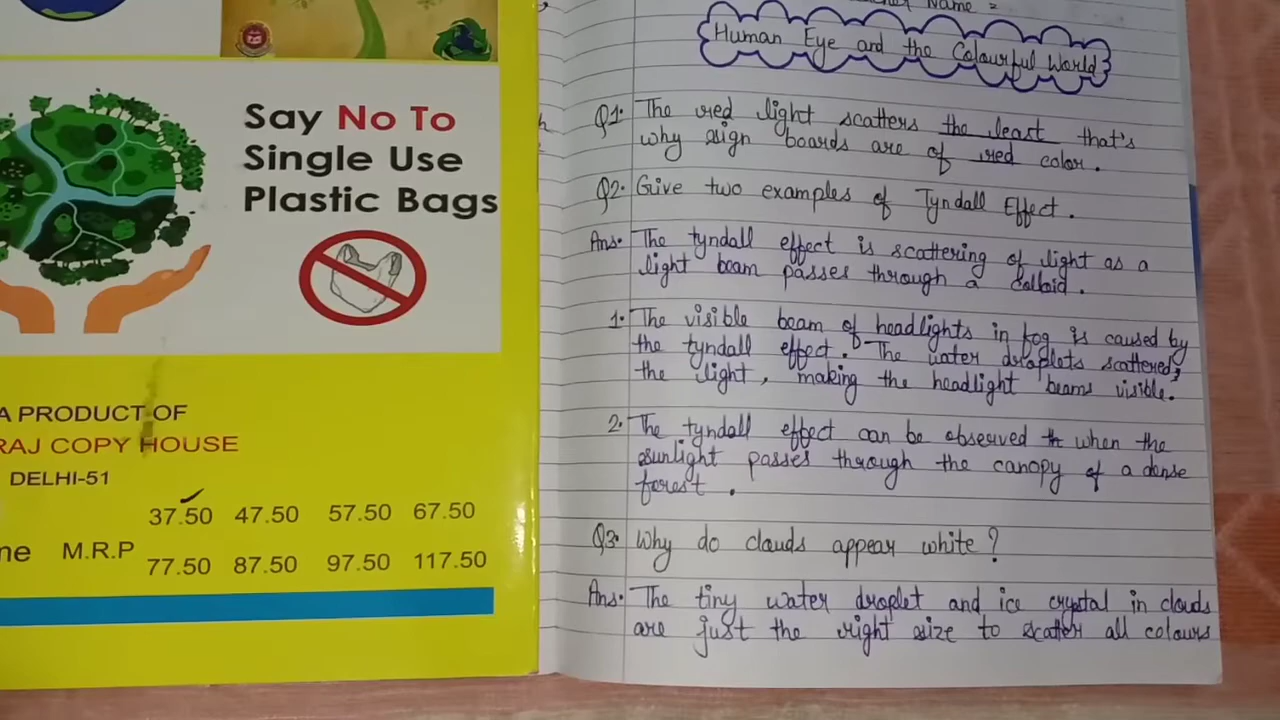 Say No To
Single Use
Plastic Bags
A PRODUCT OF
RAJ COPY HOUSE
DELHI-51
37.50 47.50 57.50 67.50
me M.R.P
77.50 87.50 97.50 117.50
Name =
Human Eye and the Colourful World
Q1. The red light scatters the least that's
why sign boards are of red color.
Q2. Give two examples of Tyndall Effect.
Ans. The tyndall effect is scattering of light as a
light beam passes through a colloid.
1. The visible beam of headlights in fog is caused by
the tyndall effect. The water droplets scattered
the light, making the headlight beams visible.
2. The tyndall effect can be observed th when the
sunlight passes through the canopy of a dense
forest.
Q3. Why do clouds appear white?
Ans. The tiny water droplet and ice crystal in clouds
are just the right size to scatter all colours